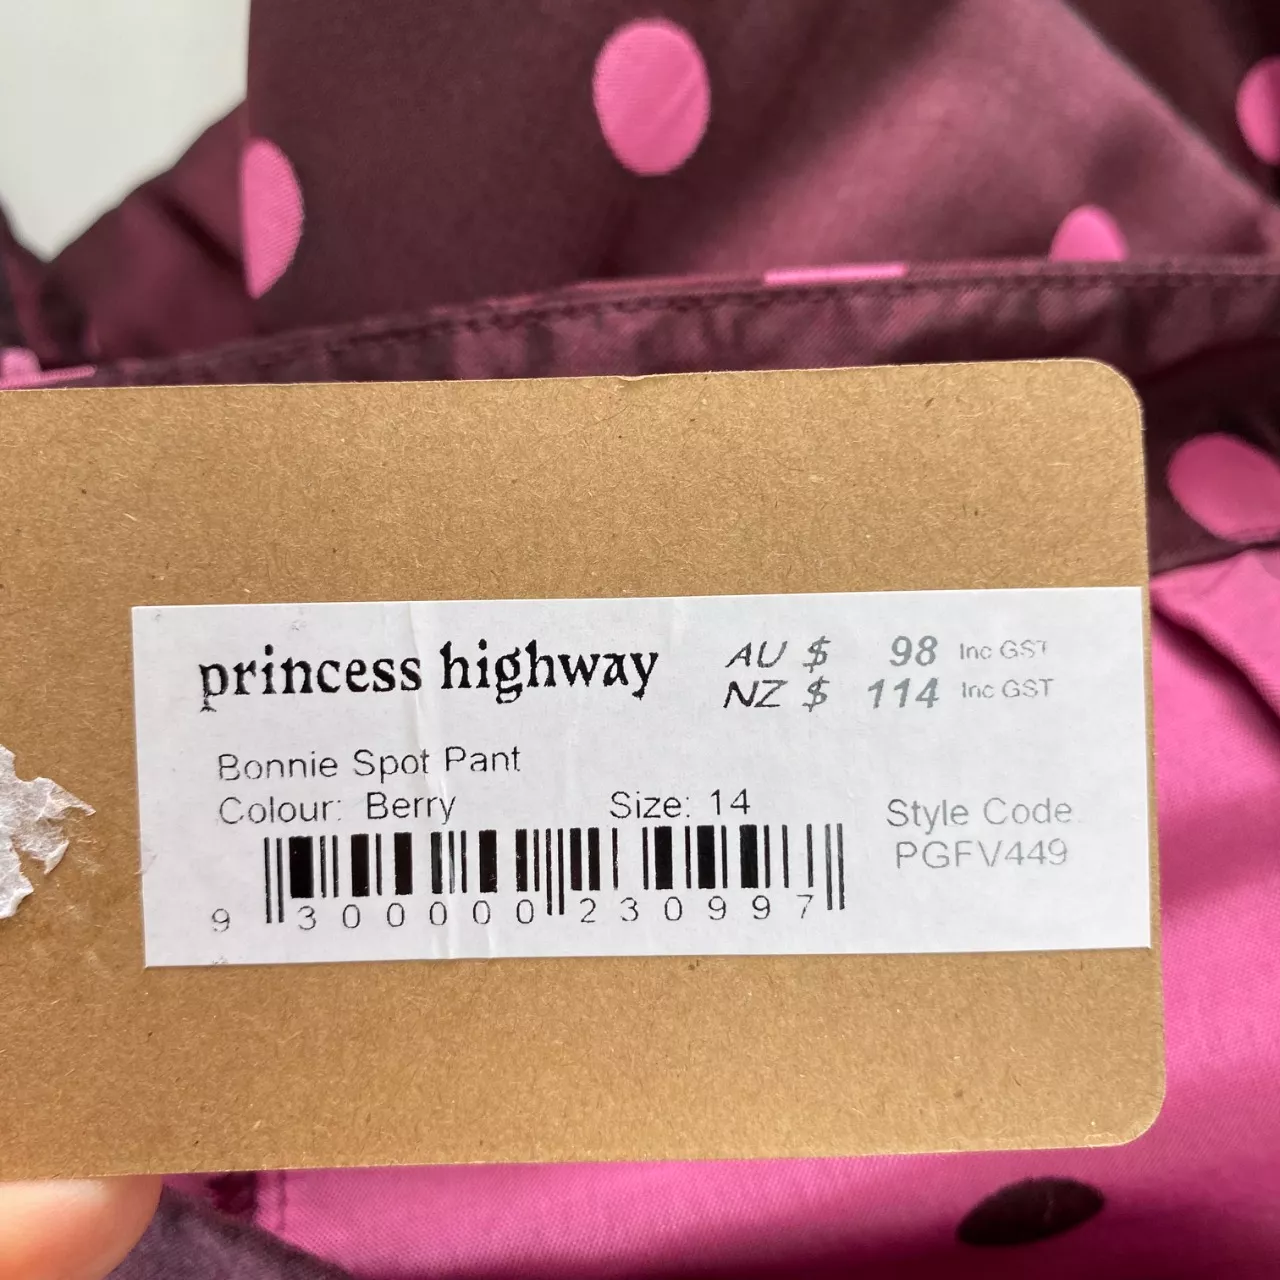 princess highway
AU $ 98 Inc GST
NZ $ 114 Inc GST
Bonnie Spot Pant
Colour: Berry Size: 14
Style Code
PGFV449
9 300000 230997